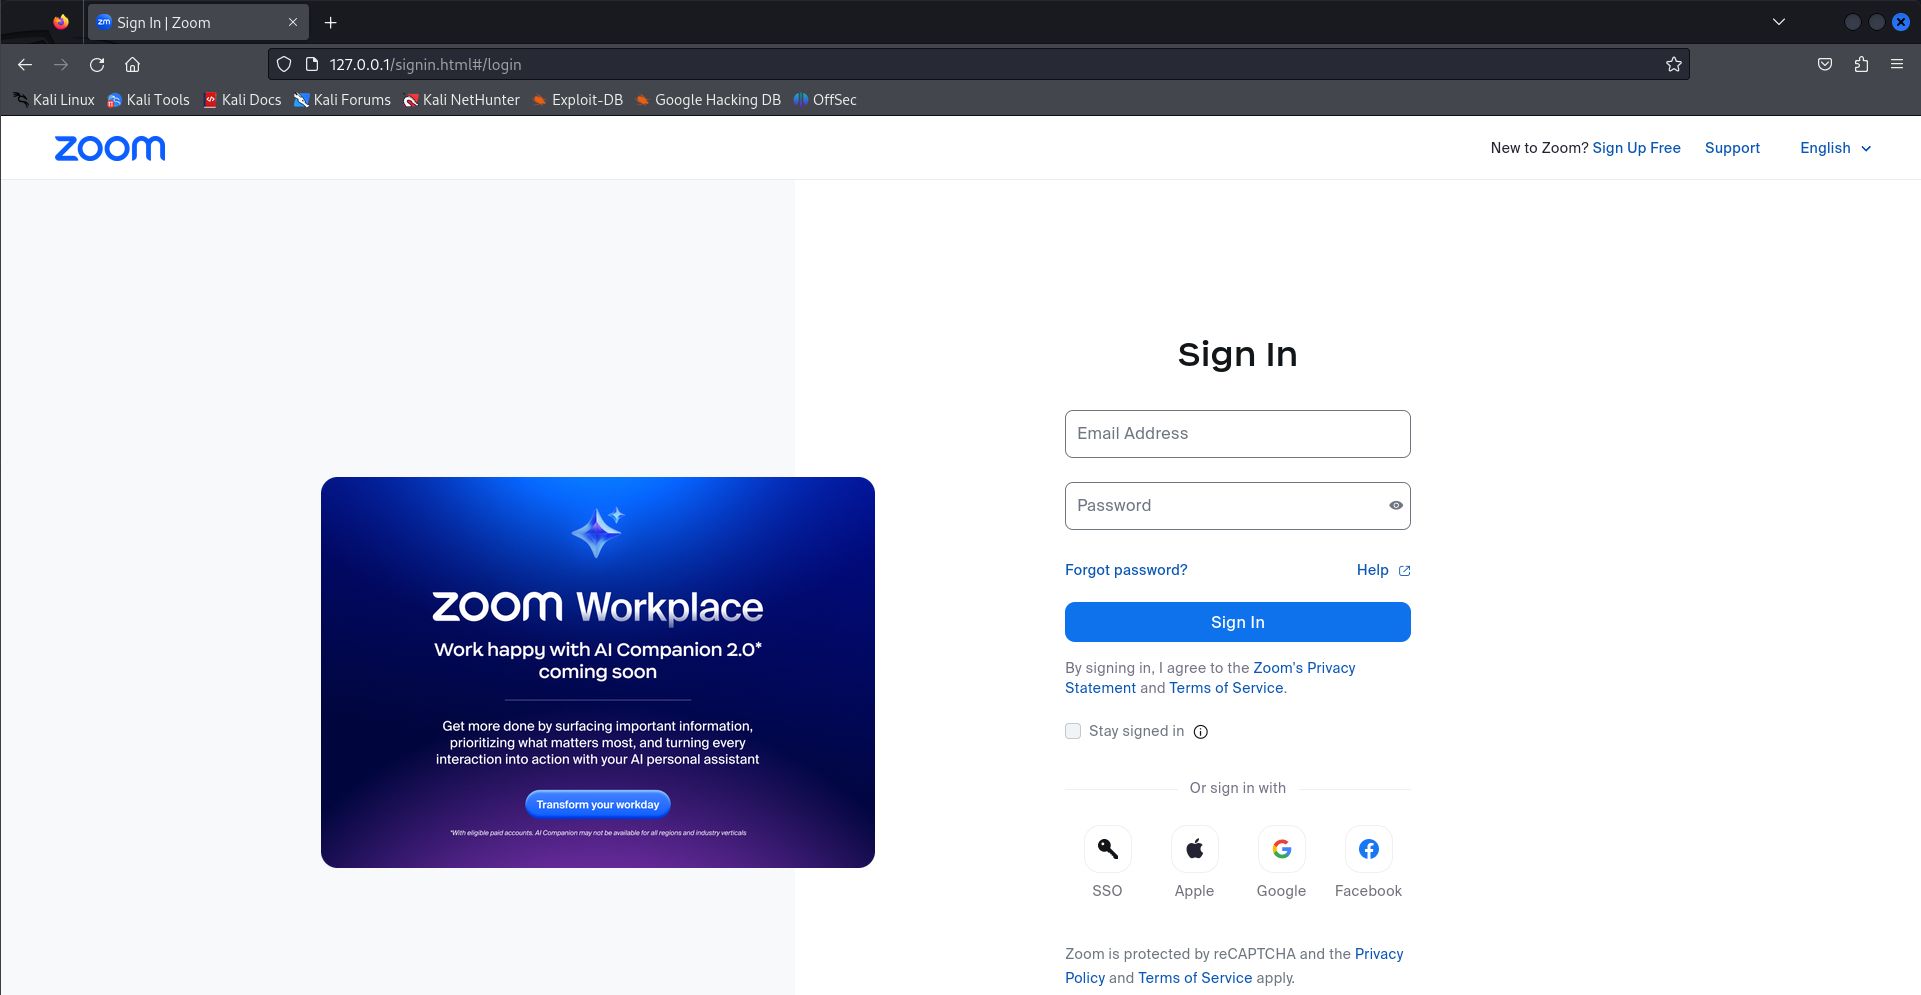 Sign In | Zoom
127.0.0.1/signin.html#/login
Kali Linux Kali Tools Kali Docs Kali Forums Kali NetHunter Exploit-DB Google Hacking DB OffSec
zoom
New to Zoom? Sign Up Free Support English
Sign In
Email Address
Password
Forgot password? Help
Sign In
By signing in, I agree to the Zoom's Privacy
Statement and Terms of Service.
Stay signed in
Or sign in with
SSO Apple Google Facebook
Zoom is protected by reCAPTCHA and the Privacy
Policy and Terms of Service apply.
zoom Workplace
Work happy with AI Companion 2.0*
coming soon
Get more done by surfacing important information,
prioritizing what matters most, and turning every
interaction into action with your AI personal assistant
Transform your workday
*With eligible paid accounts. AI Companion may not be available for all regions and industry verticals